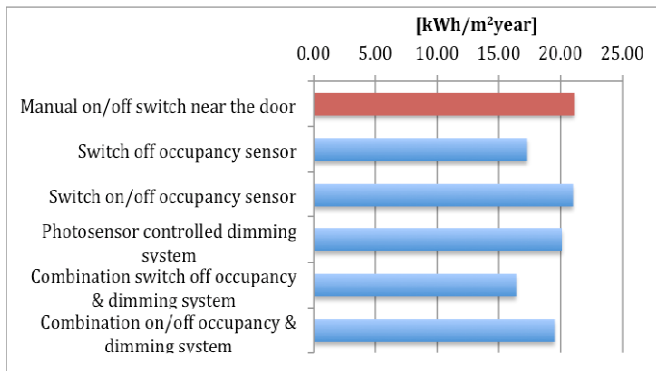 [kWh/m²year]
0.00 5.00 10.00 15.00 20.00 25.00
Manual on/off switch near the door
Switch off occupancy sensor
Switch on/off occupancy sensor
Photosensor controlled dimming
system
Combination switch off occupancy
& dimming system
Combination on/off occupancy &
dimming system